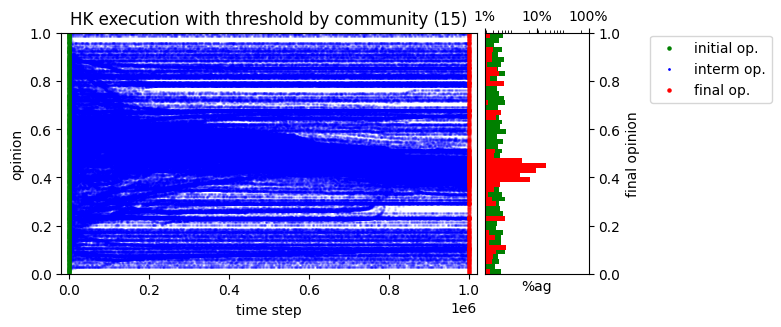 HK execution with threshold by community (15)
1% 10% 100%
1.0 1.0
0.8 0.8
0.6 0.6
0.4 0.4
0.2 0.2
0.0 0.0
opinion
final opinion
0.0 0.2 0.4 0.6 0.8 1.0
1e6
time step
%ag
initial op.
interm op.
final op.